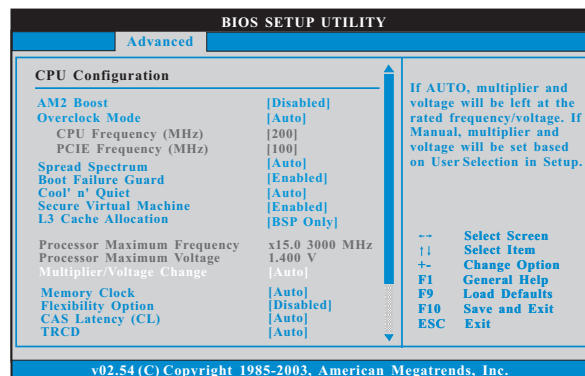 BIOS SETUP UTILITY
Advanced
CPU Configuration
AM2 Boost [Disabled]
Overclock Mode [Auto]
CPU Frequency (MHz) [200]
PCIE Frequency (MHz) [100]
Spread Spectrum [Auto]
Boot Failure Guard [Enabled]
Cool' n' Quiet [Auto]
Secure Virtual Machine [Enabled]
L3 Cache Allocation [BSP Only]
Processor Maximum Frequency x15.0 3000 MHz
Processor Maximum Voltage 1.400 V
Multiplier/Voltage Change [Auto]
Memory Clock [Auto]
Flexibility Option [Disabled]
CAS Latency (CL) [Auto]
TRCD [Auto]
If AUTO, multiplier and
voltage will be left at the
rated frequency/voltage. If
Manual, multiplier and
voltage will be set based
on User Selection in Setup.
←→ Select Screen
↑↓ Select Item
+- Change Option
F1 General Help
F9 Load Defaults
F10 Save and Exit
ESC Exit
v02.54 (C) Copyright 1985-2003, American Megatrends, Inc.